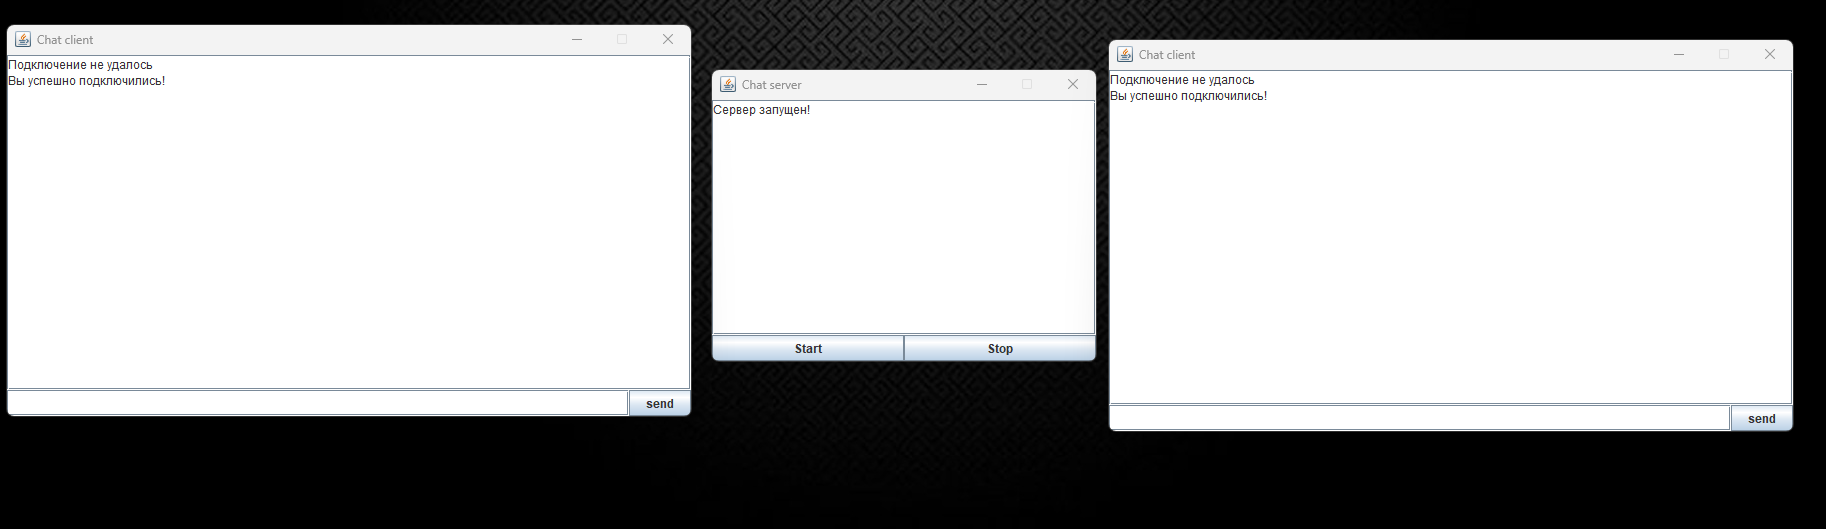 Chat client
Подключение не удалось
Вы успешно подключились!
send
Chat server
Сервер запущен!
Start
Stop
Chat client
Подключение не удалось
Вы успешно подключились!
send